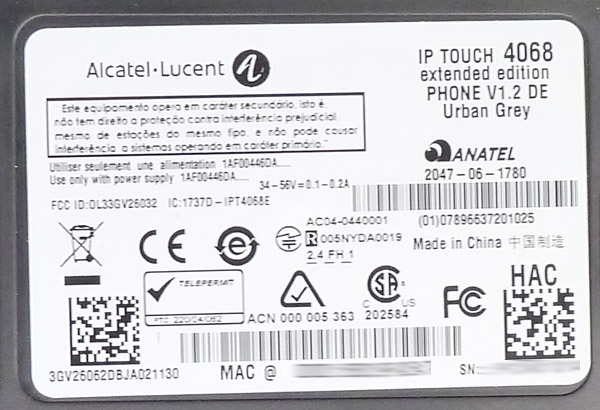 Alcatel·Lucent
IP TOUCH 4068
extended edition
PHONE V1.2 DE
Urban Grey
"Este equipamento opera em caráter secundário, isto é,
não tem direito a proteção contra interferência prejudicial,
mesmo de estações do mesmo tipo, e não pode causar
interferência a sistemas operando em caráter primário."
Utiliser seulement une alimentation 1AF00446DA......
Use only with power supply 1AF00446DA......
34-56V=0.1-0.2A
ANATEL
2047-06-1780
FCC ID:OL33GV26032 IC:1737D-IPT4068E
(01)07896637201025
AC04-0440001
R 005NYDA0019
2.4 FH 1
Made in China 中国制造
CE
e
TELEPERMIT
PTC 220/04/062
ACN 000 005 363
SA
C US
202584
FC
HAC
3GV26062DBJA021130
MAC @
SN: